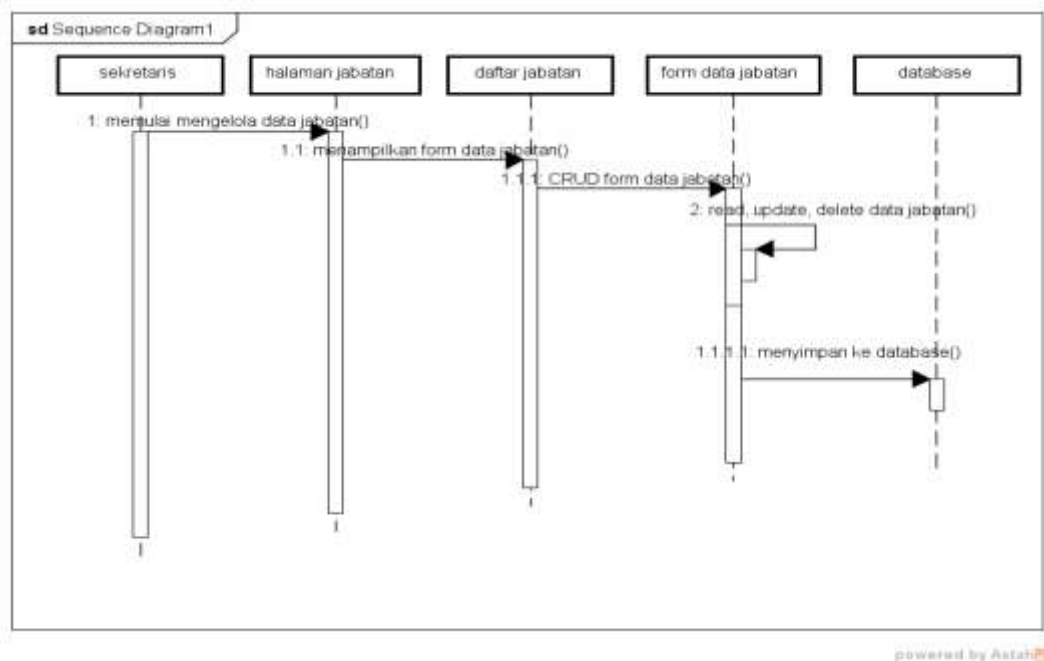 sd Sequence Diagram1
sekretaris
halaman jabatan
daftar jabatan
form data jabatan
database
1: memulai mengelola data jabatan()
1.1: menampilkan form data jabatan()
1.1.1: CRUD form data jabatan()
2: read, update, delete data jabatan()
1.1.1.1: menyimpan ke database()
powered by Astah